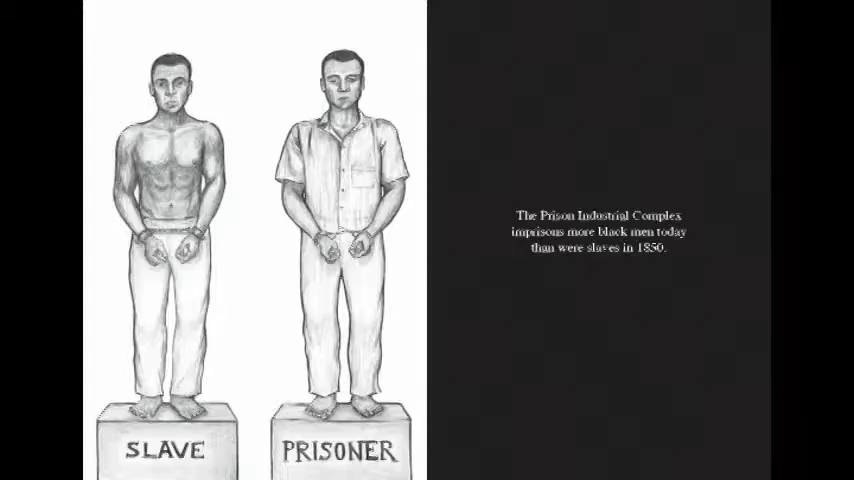 SLAVE
PRISONER
The Prison Industrial Complex
imprisons more black men today
than were slaves in 1850.